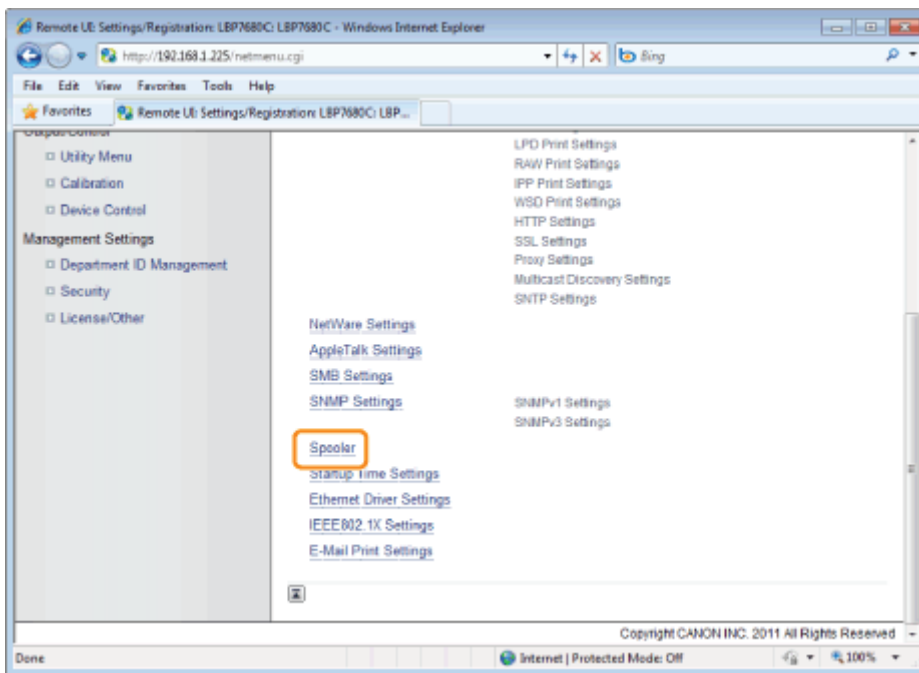 Remote UI: Settings/Registration: LBP7680C: LBP7680C - Windows Internet Explorer
http://192.168.1.225/netmenu.cgi
Bing
File Edit View Favorites Tools Help
Favorites
Remote UI: Settings/Registration: LBP7680C: LBP...
Output/Control
Utility Menu
Calibration
Device Control
Management Settings
Department ID Management
Security
License/Other
LPD Print Settings
RAW Print Settings
IPP Print Settings
WSD Print Settings
HTTP Settings
SSL Settings
Proxy Settings
Multicast Discovery Settings
SNTP Settings
NetWare Settings
AppleTalk Settings
SMB Settings
SNMP Settings
SNMPv1 Settings
SNMPv3 Settings
Spooler
Startup Time Settings
Ethernet Driver Settings
IEEE802.1X Settings
E-Mail Print Settings
Copyright CANON INC. 2011 All Rights Reserved
Done
Internet | Protected Mode: Off
100%